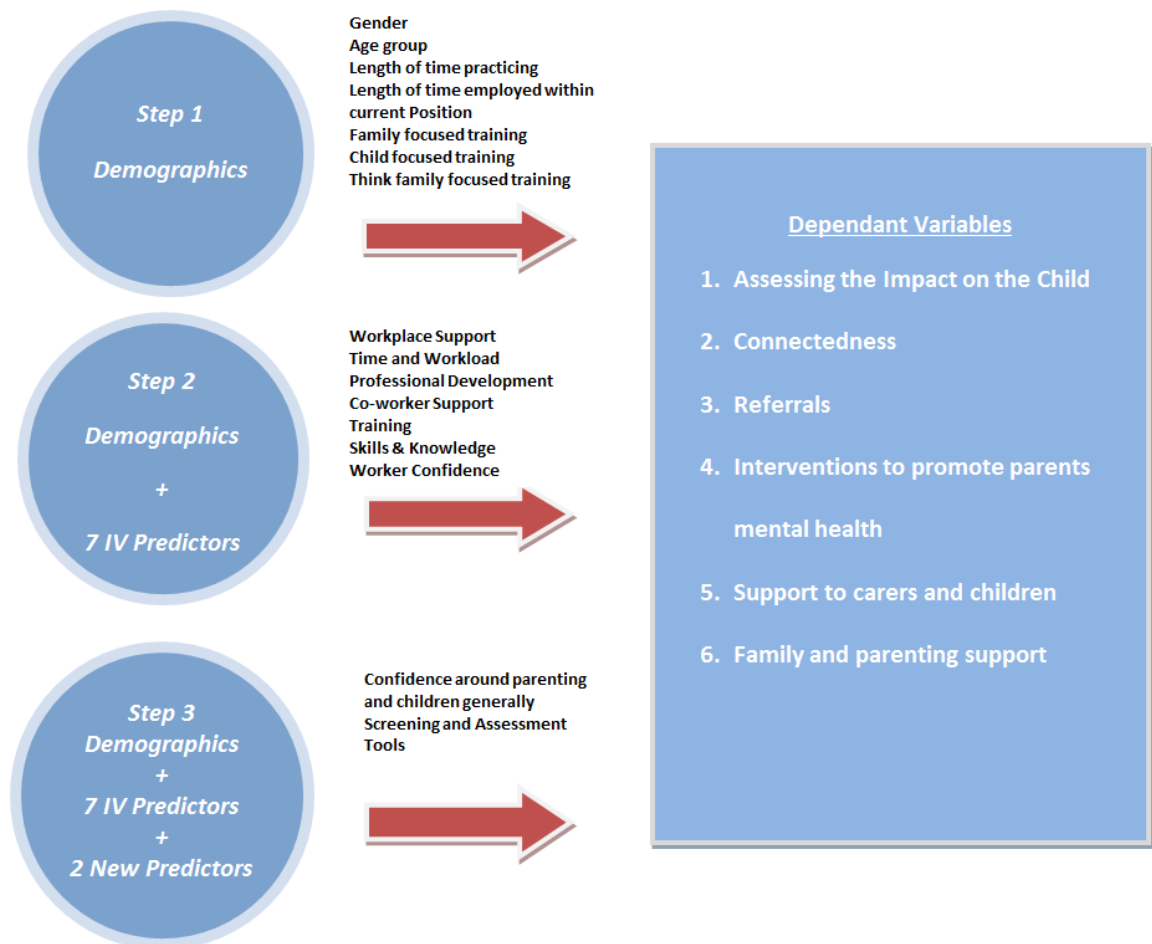 Step 1
Demographics
Gender
Age group
Length of time practicing
Length of time employed within
current Position
Family focused training
Child focused training
Think family focused training
Step 2
Demographics
+
7 IV Predictors
Workplace Support
Time and Workload
Professional Development
Co-worker Support
Training
Skills & Knowledge
Worker Confidence
Step 3
Demographics
+
7 IV Predictors
+
2 New Predictors
Confidence around parenting
and children generally
Screening and Assessment
Tools
Dependant Variables
1. Assessing the Impact on the Child
2. Connectedness
3. Referrals
4. Interventions to promote parents
mental health
5. Support to carers and children
6. Family and parenting support